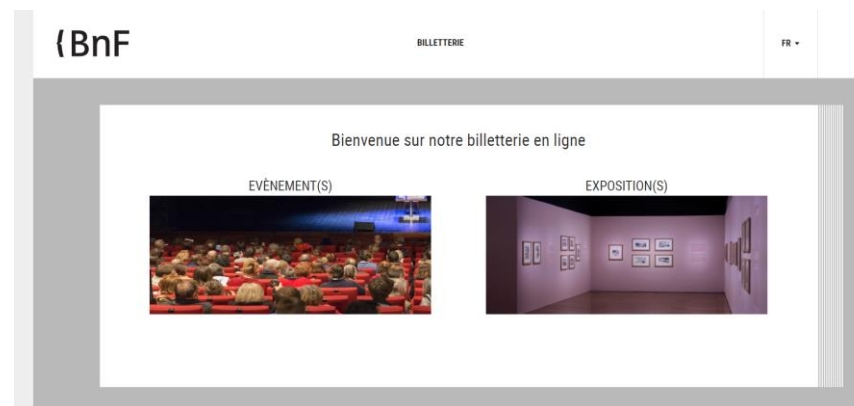 {BnF
BILLETTERIE
FR
Bienvenue sur notre billetterie en ligne
EVÈNEMENT(S)
EXPOSITION(S)